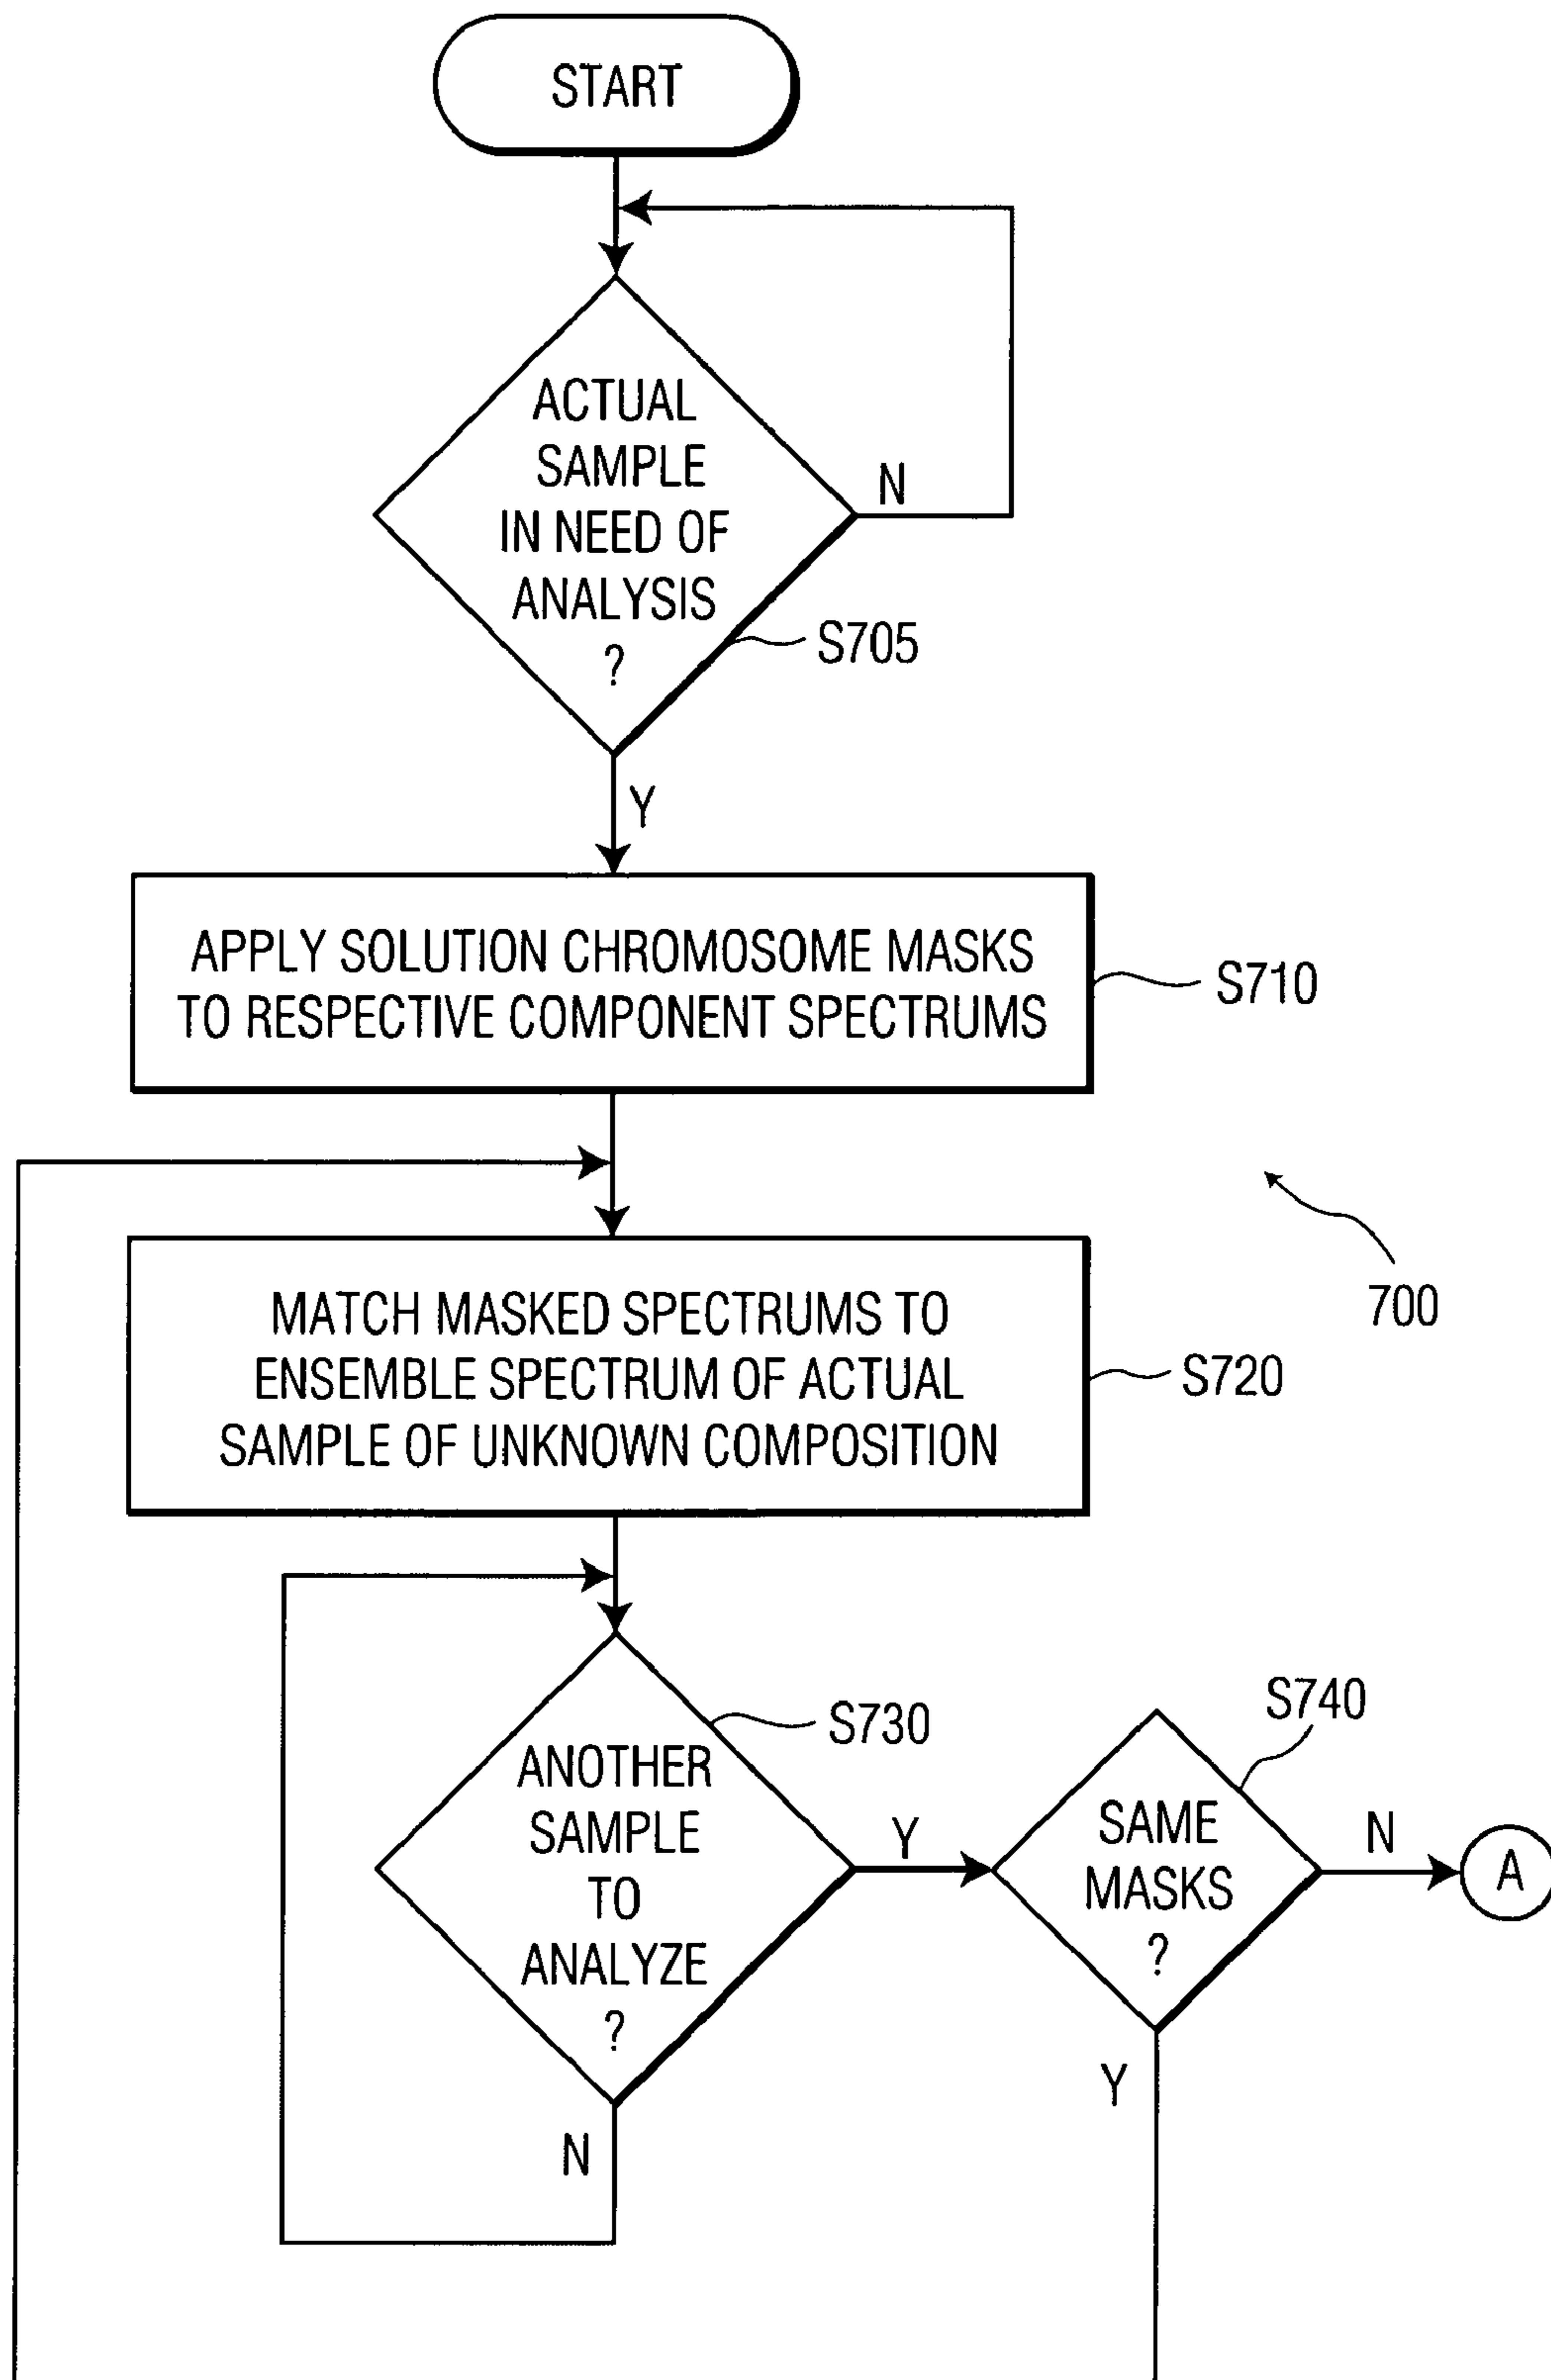 START
ACTUAL
SAMPLE
IN NEED OF
ANALYSIS
?
N
S705
Y
APPLY SOLUTION CHROMOSOME MASKS
TO RESPECTIVE COMPONENT SPECTRUMS
S710
700
MATCH MASKED SPECTRUMS TO
ENSEMBLE SPECTRUM OF ACTUAL
SAMPLE OF UNKNOWN COMPOSITION
S720
ANOTHER
SAMPLE
TO
ANALYZE
?
S730
Y
N
SAME
MASKS
?
S740
N
A
Y